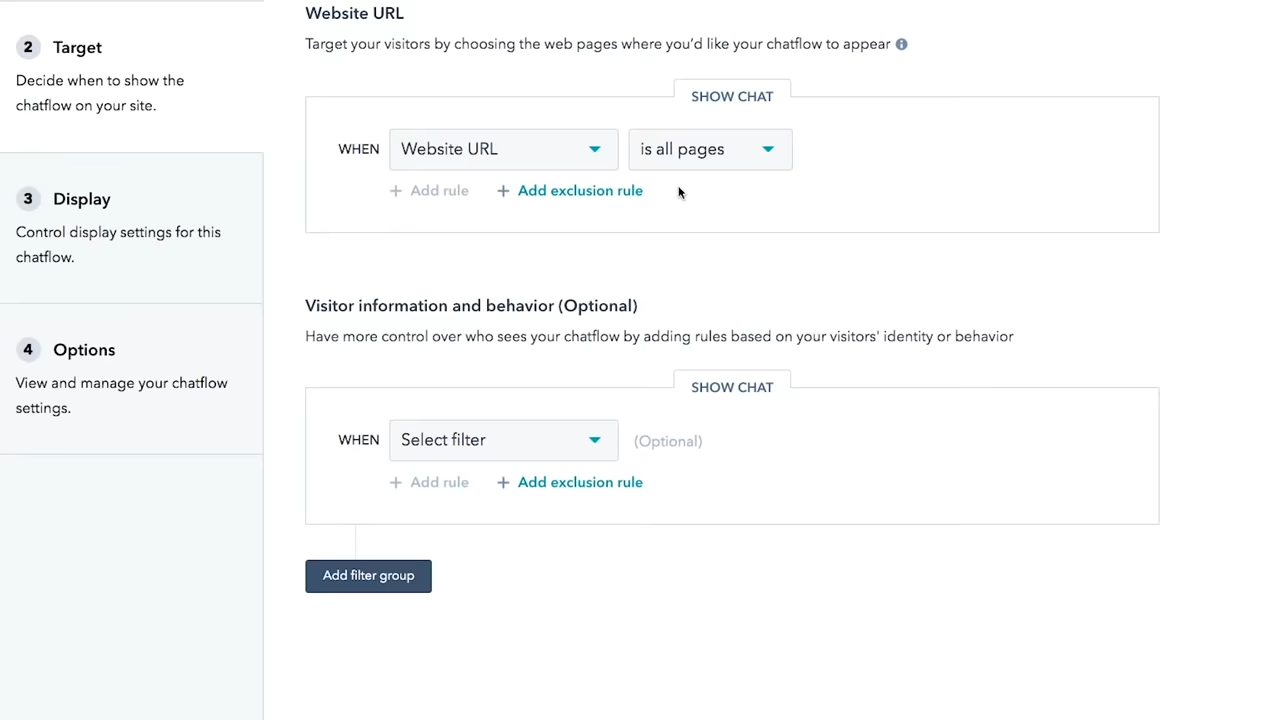 2 Target
Decide when to show the
chatflow on your site.
3 Display
Control display settings for this
chatflow.
4 Options
View and manage your chatflow
settings.
Website URL
Target your visitors by choosing the web pages where you’d like your chatflow to appear
SHOW CHAT
WHEN Website URL is all pages
+ Add rule + Add exclusion rule
Visitor information and behavior (Optional)
Have more control over who sees your chatflow by adding rules based on your visitors' identity or behavior
SHOW CHAT
WHEN Select filter (Optional)
+ Add rule + Add exclusion rule
Add filter group